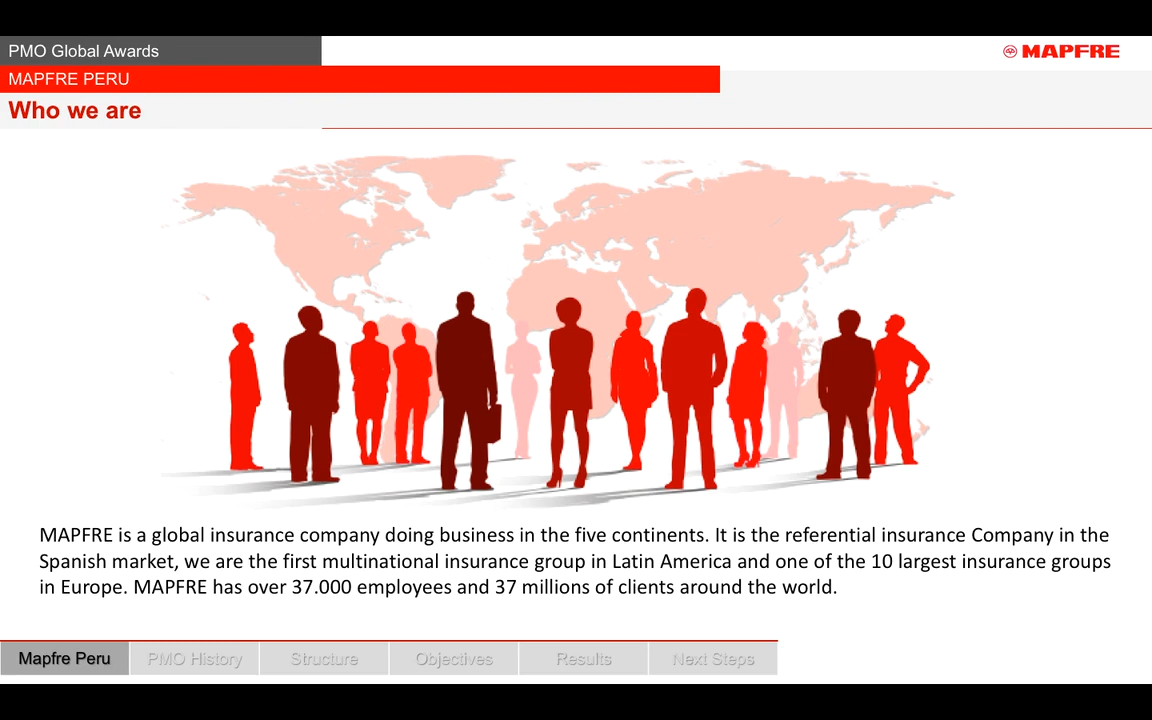 PMO Global Awards
MAPFRE
MAPFRE PERU
Who we are
MAPFRE is a global insurance company doing business in the five continents. It is the referential insurance Company in the
Spanish market, we are the first multinational insurance group in Latin America and one of the 10 largest insurance groups
in Europe. MAPFRE has over 37.000 employees and 37 millions of clients around the world.
Mapfre Peru
PMO History
Structure
Objectives
Results
Next Steps